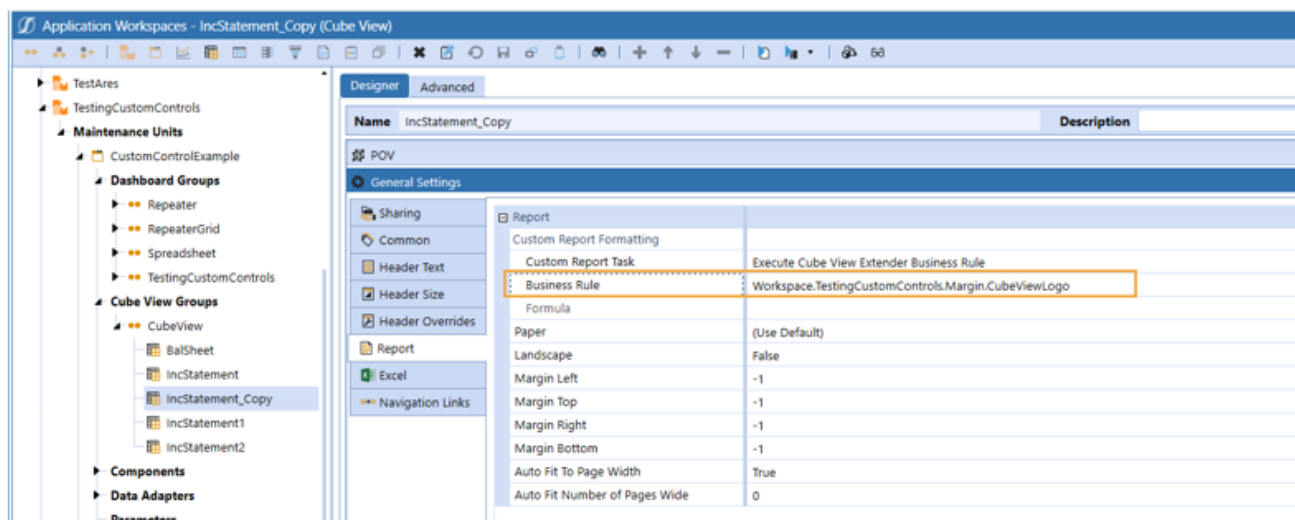 Application Workspaces - IncStatement_Copy (Cube View)
TestAres
TestingCustomControls
Maintenance Units
CustomControlExample
Dashboard Groups
Repeater
RepeaterGrid
Spreadsheet
TestingCustomControls
Cube View Groups
CubeView
BalSheet
IncStatement
IncStatement_Copy
IncStatement1
IncStatement2
Components
Data Adapters
Parameters
Designer Advanced
Name IncStatement_Copy Description
POV
General Settings
Sharing
Common
Header Text
Header Size
Header Overrides
Report
Excel
Navigation Links
Report
Custom Report Formatting
Custom Report Task Execute Cube View Extender Business Rule
Business Rule Workspace.TestingCustomControls.Margin.CubeViewLogo
Formula
Paper (Use Default)
Landscape False
Margin Left -1
Margin Top -1
Margin Right -1
Margin Bottom -1
Auto Fit To Page Width True
Auto Fit Number of Pages Wide 0